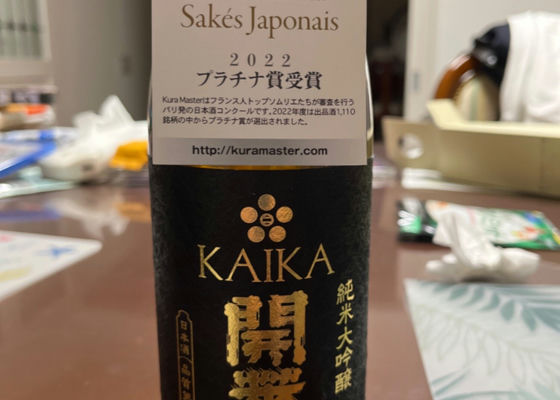 Sakés Japonais
2022
プラチナ賞受賞
Kura Masterはフランス人トップソムリエたちが審査を行う
パリ発の日本酒コンクールです。2022年度は出品酒1,110
銘柄の中からプラチナ賞が選出されました。
http://kuramaster.com
KAIKA
開華
純米大吟醸
日本酒